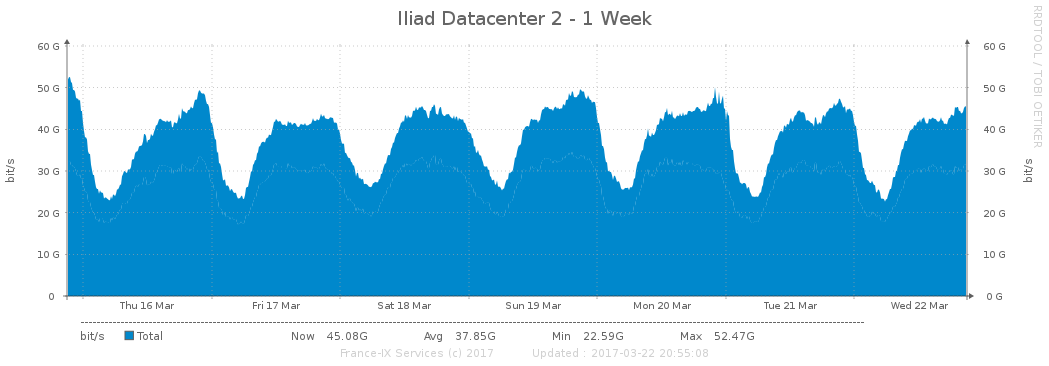 Iliad Datacenter 2 - 1 Week
RRDTOOL / TOBI OETIKER
60 G 60 G
50 G 50 G
40 G 40 G
30 G 30 G
20 G 20 G
10 G 10 G
0 0 G
bit/s
bit/s
Thu 16 Mar Fri 17 Mar Sat 18 Mar Sun 19 Mar Mon 20 Mar Tue 21 Mar Wed 22 Mar
bit/s Total Now 45.08G Avg 37.85G Min 22.59G Max 52.47G
France-IX Services (c) 2017 Updated : 2017-03-22 20:55:08